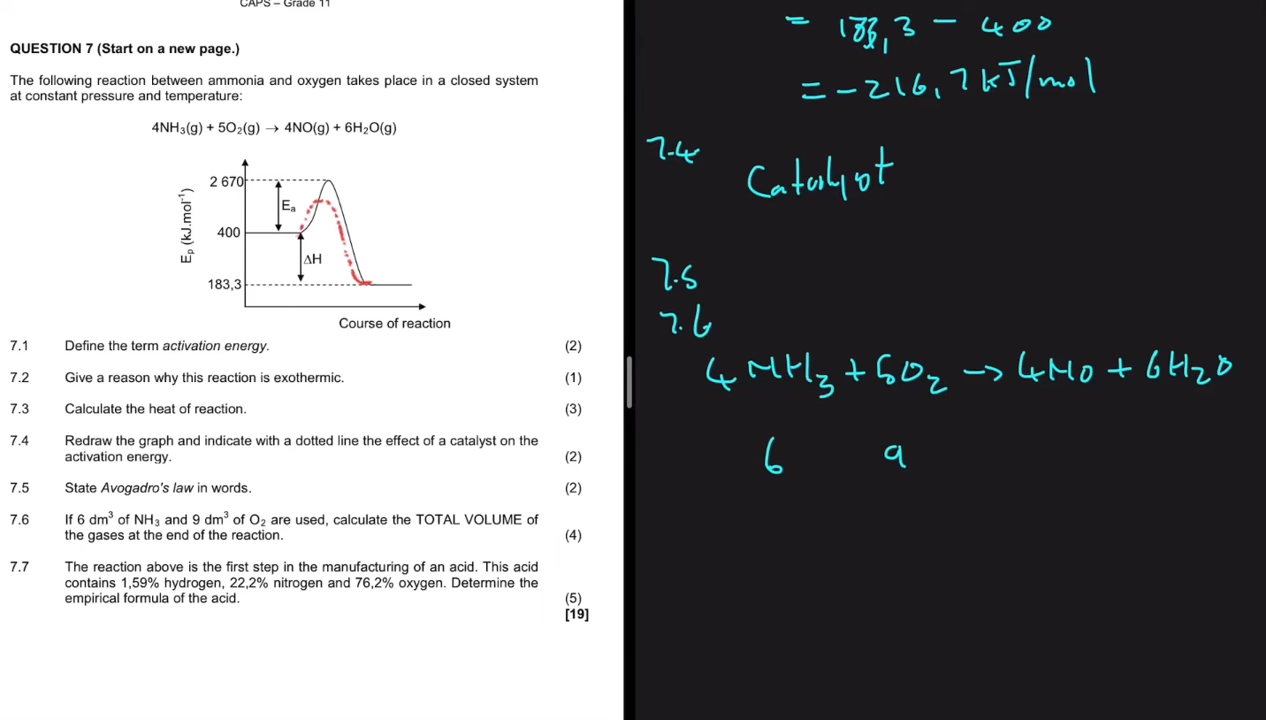 CAPS – Grade 11
QUESTION 7 (Start on a new page.)
The following reaction between ammonia and oxygen takes place in a closed system
at constant pressure and temperature:
4NH₃(g) + 5O₂(g) → 4NO(g) + 6H₂O(g)
2 670
Eₐ
Eₚ (kJ.mol⁻¹)
400
ΔH
183,3
Course of reaction
7.1 Define the term activation energy. (2)
7.2 Give a reason why this reaction is exothermic. (1)
7.3 Calculate the heat of reaction. (3)
7.4 Redraw the graph and indicate with a dotted line the effect of a catalyst on the
activation energy. (2)
7.5 State Avogadro's law in words. (2)
7.6 If 6 dm³ of NH₃ and 9 dm³ of O₂ are used, calculate the TOTAL VOLUME of
the gases at the end of the reaction. (4)
7.7 The reaction above is the first step in the manufacturing of an acid. This acid
contains 1,59% hydrogen, 22,2% nitrogen and 76,2% oxygen. Determine the
empirical formula of the acid. (5)
[19]
= 183,3 – 400
= -216,7 kJ/mol
7.4
Catalyst
7.5
7.6
4NH₃ + 5O₂ → 4NO + 6H₂O
6 9